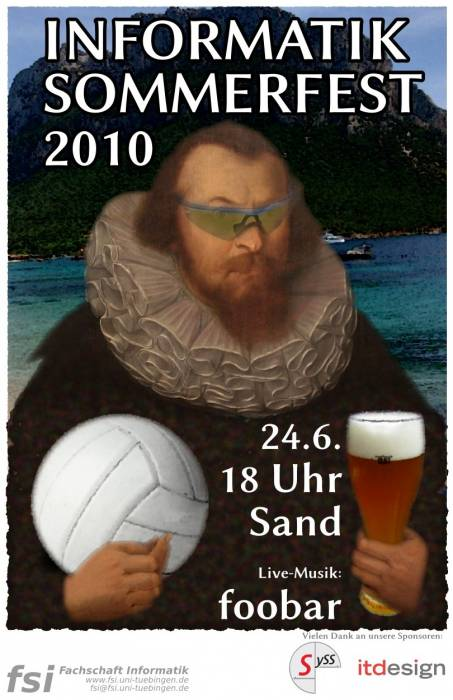 INFORMATIK
SOMMERFEST
2010
24.6.
18 Uhr
Sand
Live-Musik:
foobar
Vielen Dank an unsere Sponsoren:
fsi Fachschaft Informatik
www.fsi.uni-tuebingen.de
fsi@fsi.uni-tuebingen.de
SySS
itdesign